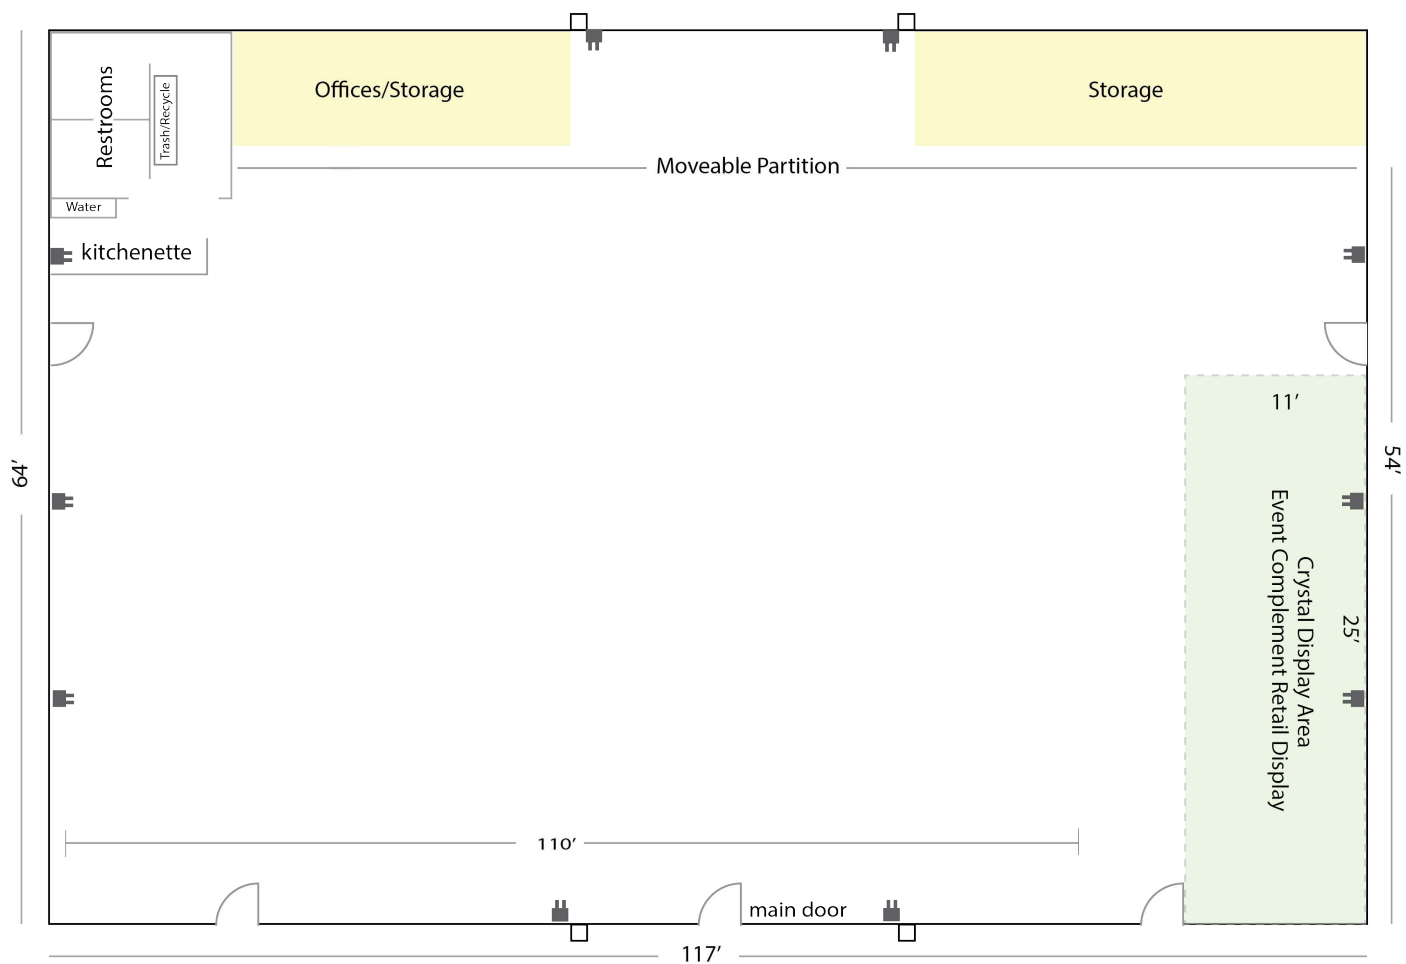 Restrooms
Trash/Recycle
Offices/Storage
Storage
Moveable Partition
Water
kitchenette
64’
54’
11’
Crystal Display Area
Event Complement Retail Display
25’
110’
main door
117’